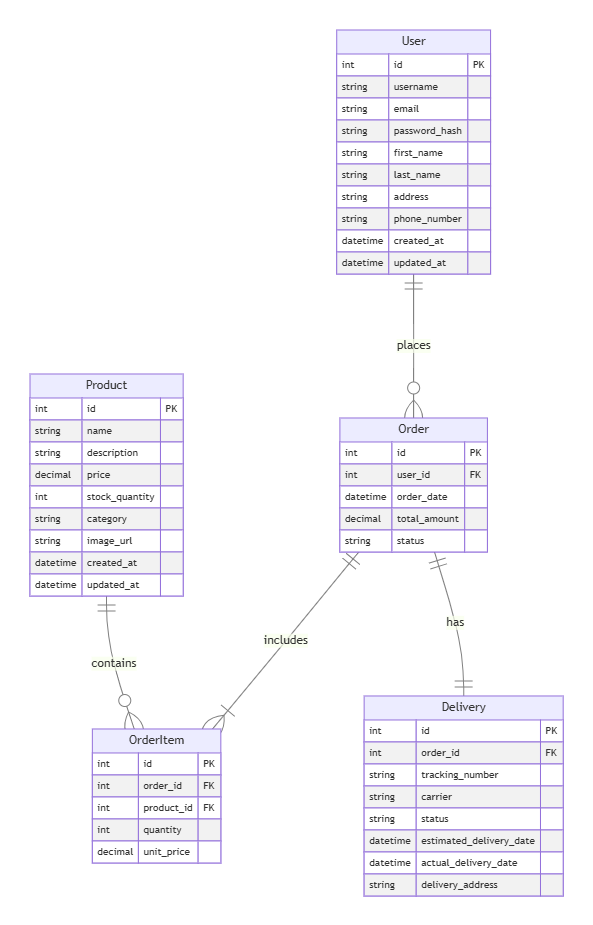 User
int id PK
string username
string email
string password_hash
string first_name
string last_name
string address
string phone_number
datetime created_at
datetime updated_at
places
Product
int id PK
string name
string description
decimal price
int stock_quantity
string category
string image_url
datetime created_at
datetime updated_at
Order
int id PK
int user_id FK
datetime order_date
decimal total_amount
string status
contains
includes
has
OrderItem
int id PK
int order_id FK
int product_id FK
int quantity
decimal unit_price
Delivery
int id PK
int order_id FK
string tracking_number
string carrier
string status
datetime estimated_delivery_date
datetime actual_delivery_date
string delivery_address